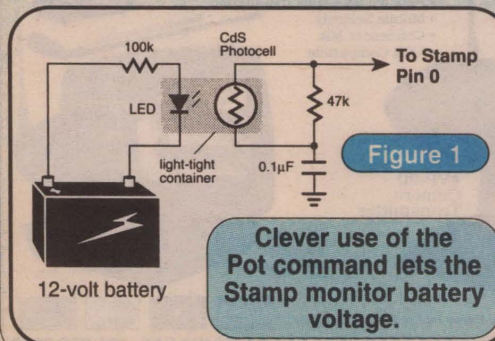 100k
CdS
Photocell
To Stamp
Pin 0
LED
47k
light-tight
container
0.1µF
Figure 1
12-volt battery
Clever use of the
Pot command lets the
Stamp monitor battery
voltage.